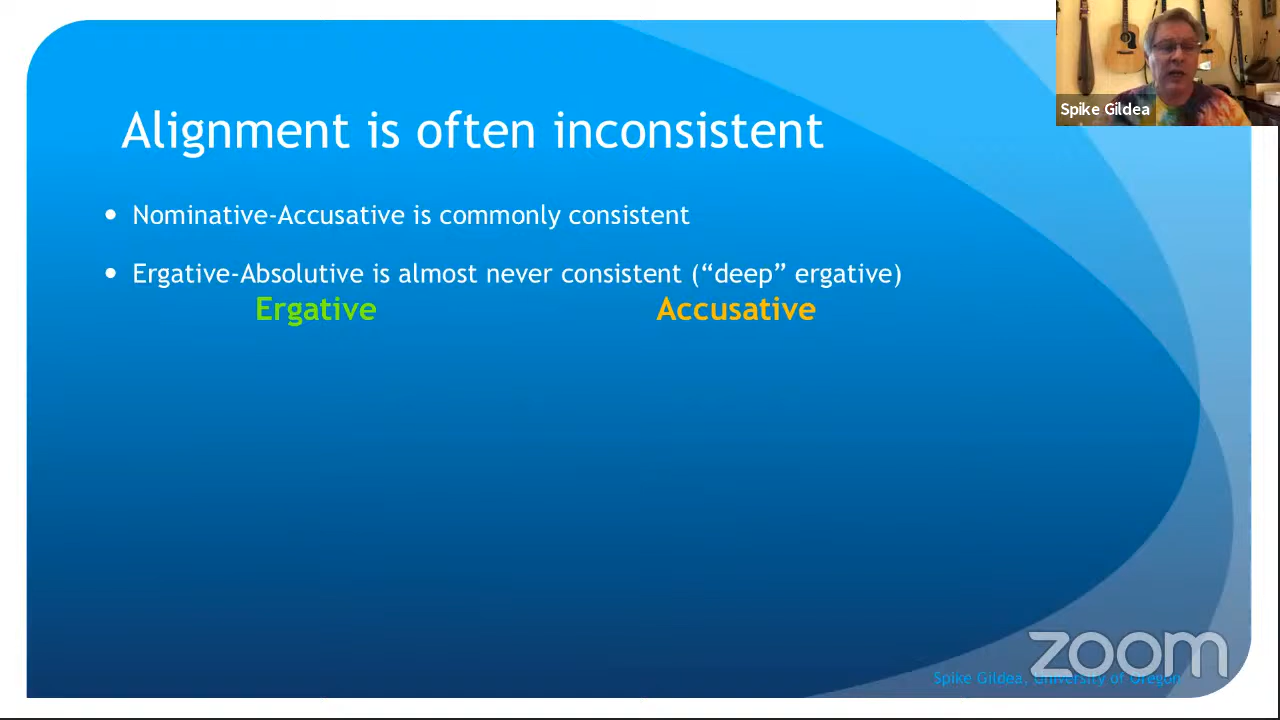 Spike Gildea
Alignment is often inconsistent
• Nominative-Accusative is commonly consistent
• Ergative-Absolutive is almost never consistent (“deep” ergative)
Ergative Accusative
zoom
Spike Gildea, University of Oregon